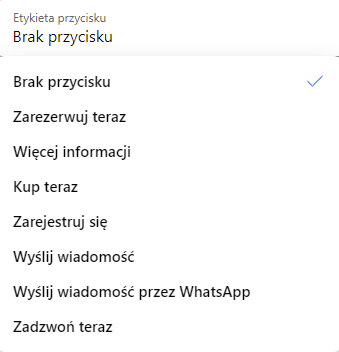 Etykieta przycisku
Brak przycisku
Brak przycisku
Zarezerwuj teraz
Więcej informacji
Kup teraz
Zarejestruj się
Wyślij wiadomość
Wyślij wiadomość przez WhatsApp
Zadzwoń teraz